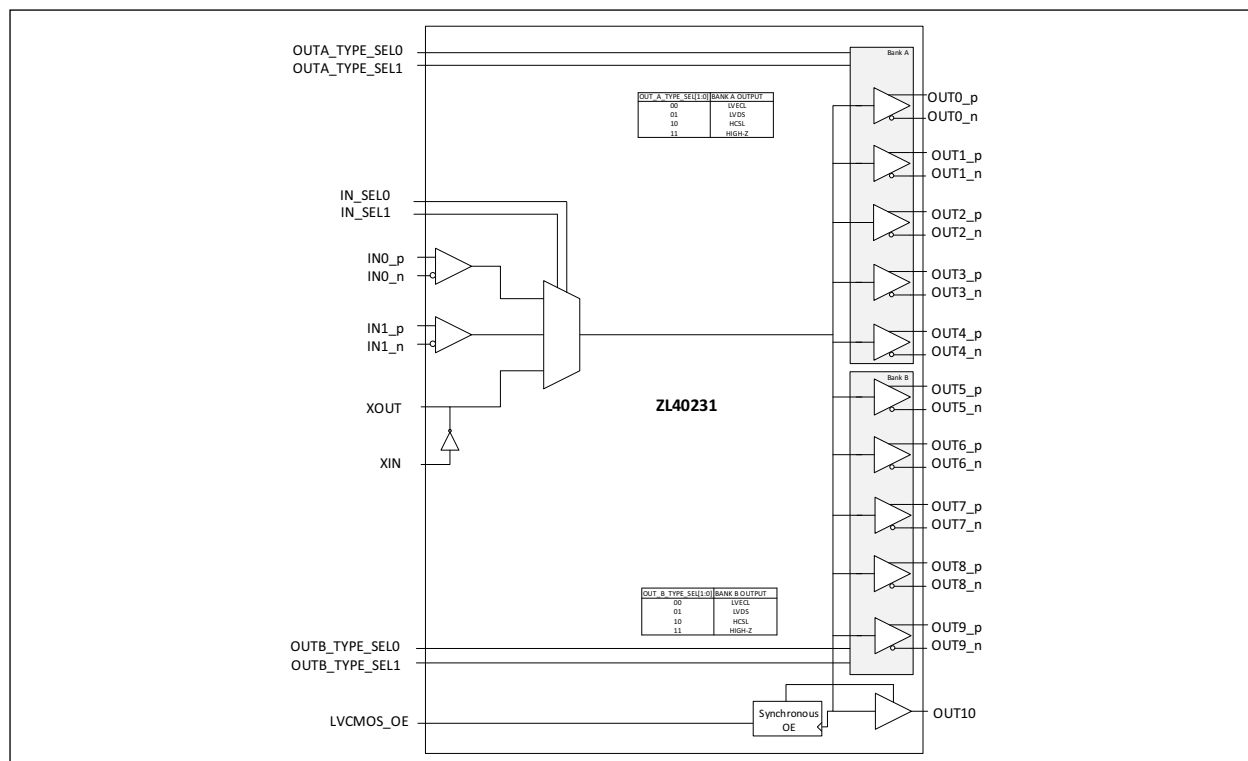 OUTA_TYPE_SEL0
OUTA_TYPE_SEL1
Bank A
OUT_A_TYPE_SEL[1:0] BANK A OUTPUT
00 LVECL
01 LVDS
10 HCSL
11 HIGH-Z
OUT0_p
OUT0_n
OUT1_p
OUT1_n
IN_SEL0
IN_SEL1
OUT2_p
OUT2_n
IN0_p
IN0_n
OUT3_p
OUT3_n
IN1_p
IN1_n
OUT4_p
OUT4_n
Bank B
XOUT
ZL40231
OUT5_p
OUT5_n
XIN
OUT6_p
OUT6_n
OUT7_p
OUT7_n
OUT8_p
OUT8_n
OUT_B_TYPE_SEL[1:0] BANK B OUTPUT
00 LVECL
01 LVDS
10 HCSL
11 HIGH-Z
OUT9_p
OUT9_n
OUTB_TYPE_SEL0
OUTB_TYPE_SEL1
LVCMOS_OE
Synchronous
OE
OUT10